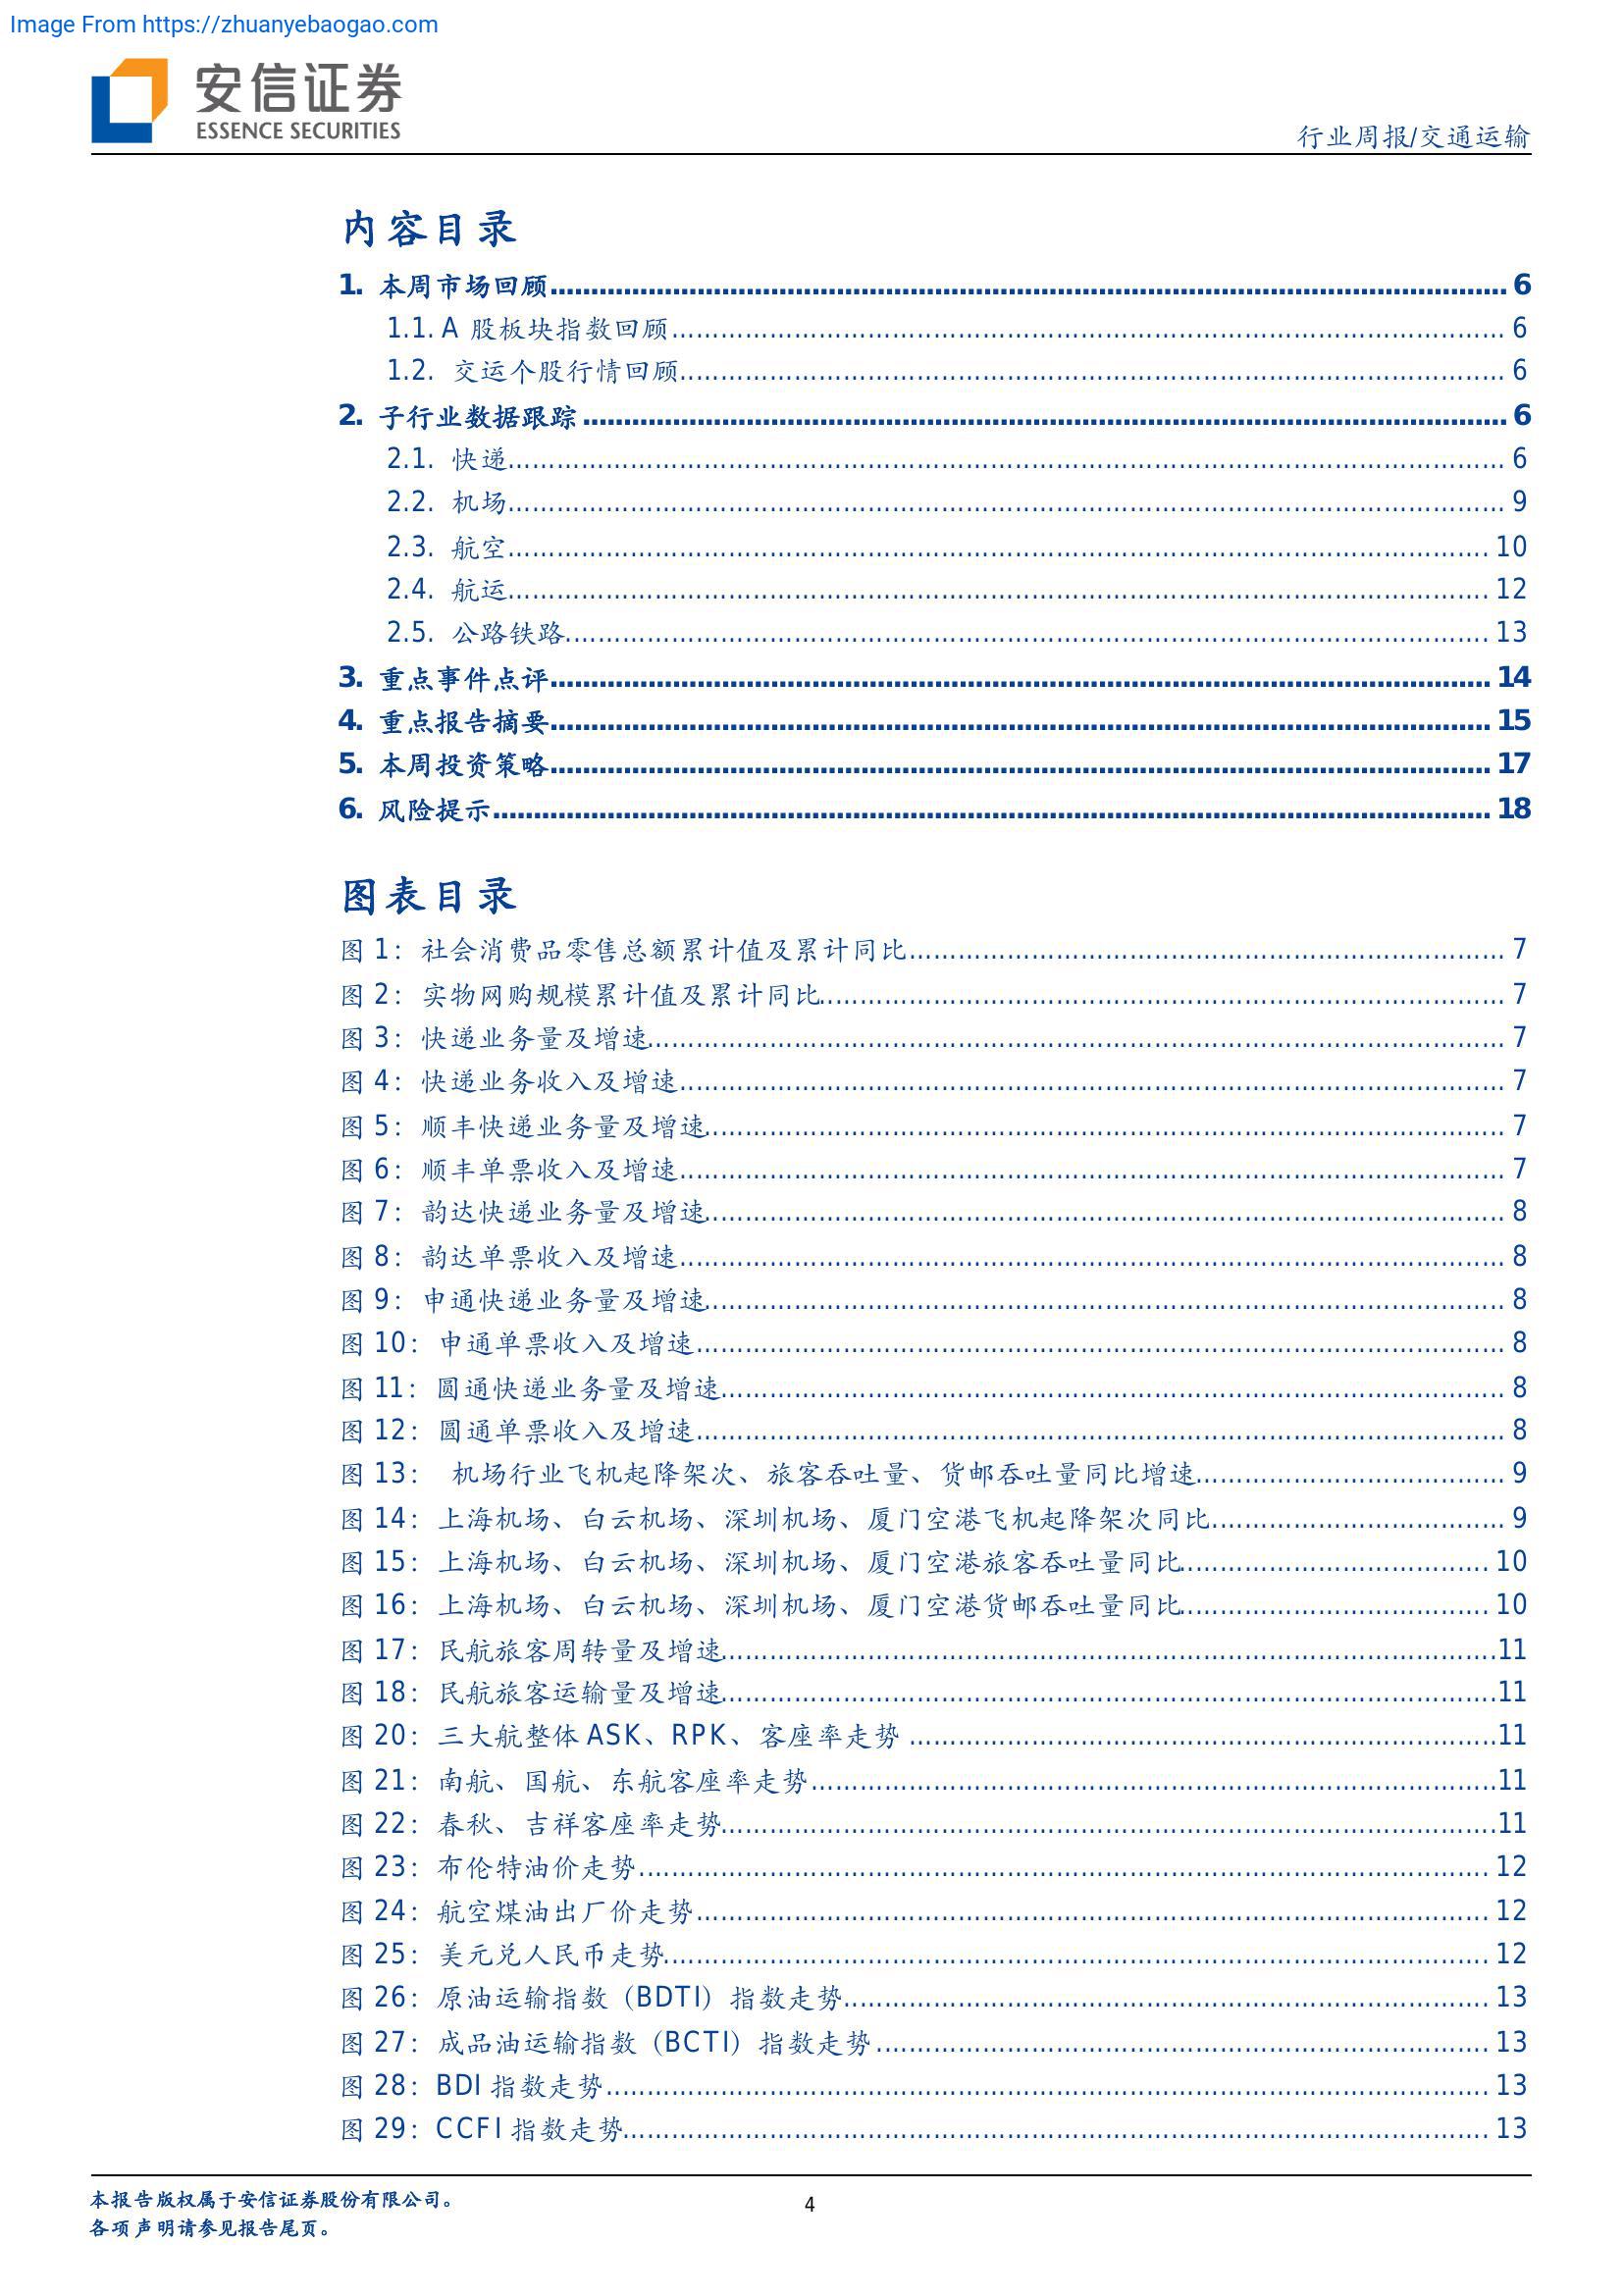 Image From https://zhuanyebaogao.com
安信证券
ESSENCE SECURITIES
行业周报/交通运输
内容目录
1. 本周市场回顾 6
1.1. A 股板块指数回顾 6
1.2. 交运个股行情回顾 6
2. 子行业数据跟踪 6
2.1. 快递 6
2.2. 机场 9
2.3. 航空 10
2.4. 航运 12
2.5. 公路铁路 13
3. 重点事件点评 14
4. 重点报告摘要 15
5. 本周投资策略 17
6. 风险提示 18
图表目录
图 1：社会消费品零售总额累计值及累计同比 7
图 2：实物网购规模累计值及累计同比 7
图 3：快递业务量及增速 7
图 4：快递业务收入及增速 7
图 5：顺丰快递业务量及增速 7
图 6：顺丰单票收入及增速 7
图 7：韵达快递业务量及增速 8
图 8：韵达单票收入及增速 8
图 9：申通快递业务量及增速 8
图 10：申通单票收入及增速 8
图 11：圆通快递业务量及增速 8
图 12：圆通单票收入及增速 8
图 13： 机场行业飞机起降架次、旅客吞吐量、货邮吞吐量同比增速 9
图 14：上海机场、白云机场、深圳机场、厦门空港飞机起降架次同比 9
图 15：上海机场、白云机场、深圳机场、厦门空港旅客吞吐量同比 10
图 16：上海机场、白云机场、深圳机场、厦门空港货邮吞吐量同比 10
图 17：民航旅客周转量及增速 11
图 18：民航旅客运输量及增速 11
图 20：三大航整体 ASK、RPK、客座率走势 11
图 21：南航、国航、东航客座率走势 11
图 22：春秋、吉祥客座率走势 11
图 23：布伦特油价走势 12
图 24：航空煤油出厂价走势 12
图 25：美元兑人民币走势 12
图 26：原油运输指数（BDTI）指数走势 13
图 27：成品油运输指数（BCTI）指数走势 13
图 28：BDI 指数走势 13
图 29：CCFI 指数走势 13
本报告版权属于安信证券股份有限公司。
4
各项声明请参见报告尾页。